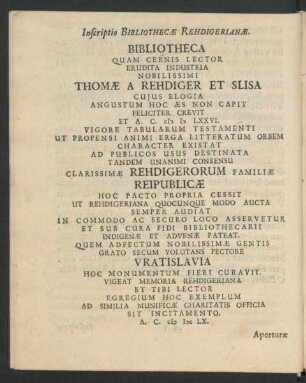 Inscriptio BIBLIOTHECÆ REHDIGERIANÆ.
BIBLIOTHECA
QUAM CERNIS LECTOR
ERUDITA INDUSTRIA
NOBILISSIMI
THOMÆ A REHDIGER ET SLISA
CUJUS ELOGIA
ANGUSTUM HOC ÆS NON CAPIT
FELICITER CREVIT
ET A. C. cIɔ Iɔ LXXVI.
VIGORE TABULARUM TESTAMENTI
UT PROPENSI ANIMI ERGA LITTERATUM ORBEM
CHARACTER EXISTAT
AD PUBLICOS USUS DESTINATA
TANDEM UNANIMI CONSENSU
CLARISSIMÆ REHDIGERORUM FAMILIÆ
REIPUBLICÆ
HOC PACTO PROPRIA CESSIT
UT REHDIGERIANA QUOCUNQUE MODO AUCTA
SEMPER AUDIAT
IN COMMODO AC SECURO LOCO ASSERVETUR
ET SUB CURA FIDI BIBLIOTHECARII
INDIGENÆ ET ADVENÆ PATEAT.
QUEM ADFECTUM NOBILISSIMÆ GENTIS
GRATO SECUM VOLUTANS PECTORE
VRATISLAVIA
HOC MONUMENTUM FIERI CURAVIT.
VIGEAT MEMORIA REHDIGERIANA
ET TIBI LECTOR
EGREGIUM HOC EXEMPLUM
AD SIMILIA MUNIFICÆ CHARITATIS OFFICIA
SIT INCITAMENTO.
A. C. cIɔ Iɔc LX.
Aperturæ